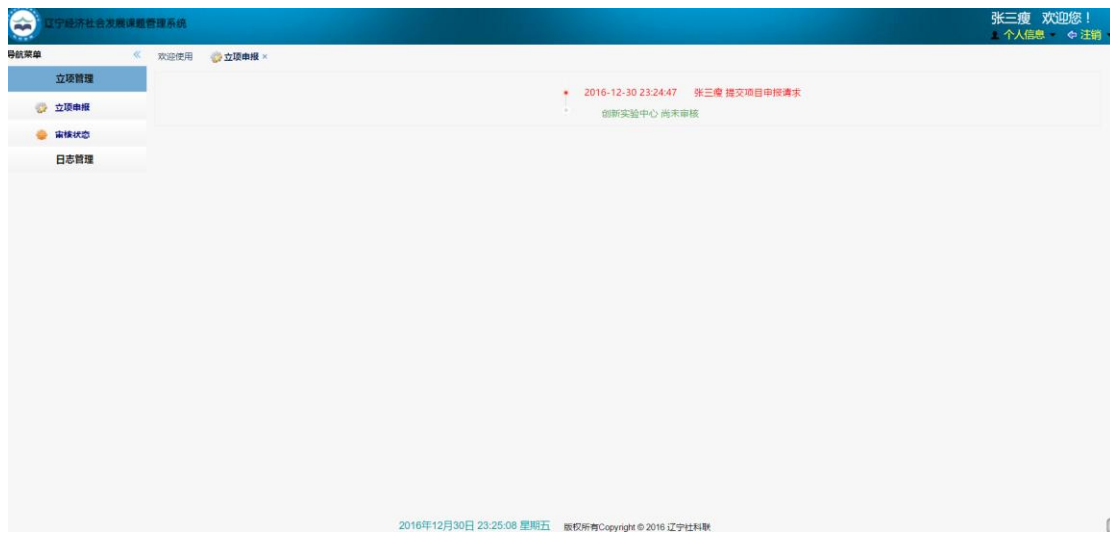 辽宁经济社会发展课题管理系统
张三瘦 欢迎您！
个人信息 注销
导航菜单
欢迎使用 立项申报 ×
立项管理
立项申报
审核状态
日志管理
2016-12-30 23:24:47 张三瘦 提交项目申报请求
创新实验中心 尚未审核
2016年12月30日 23:25:08 星期五 版权所有Copyright © 2016 辽宁社科联